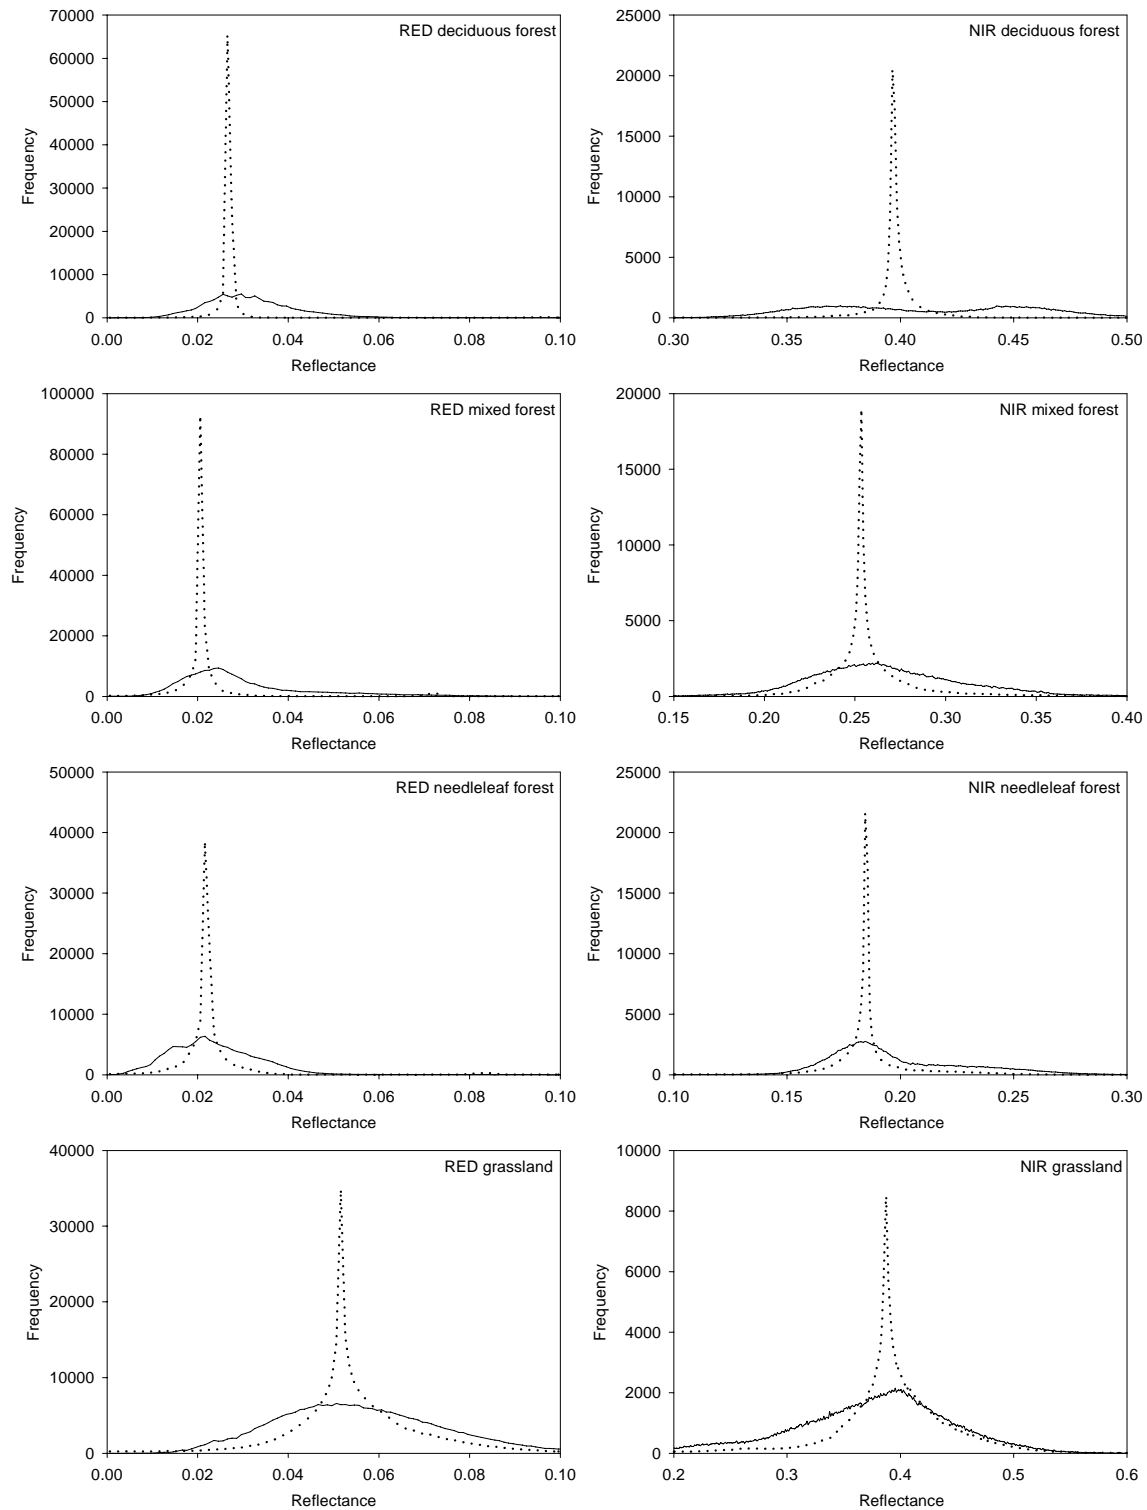 RED deciduous forest
70000
60000
50000
40000
30000
20000
10000
0
Frequency
0.00 0.02 0.04 0.06 0.08 0.10
Reflectance
NIR deciduous forest
25000
20000
15000
10000
5000
0
Frequency
0.30 0.35 0.40 0.45 0.50
Reflectance
RED mixed forest
100000
80000
60000
40000
20000
0
Frequency
0.00 0.02 0.04 0.06 0.08 0.10
Reflectance
NIR mixed forest
20000
15000
10000
5000
0
Frequency
0.15 0.20 0.25 0.30 0.35 0.40
Reflectance
RED needleleaf forest
50000
40000
30000
20000
10000
0
Frequency
0.00 0.02 0.04 0.06 0.08 0.10
Reflectance
NIR needleleaf forest
25000
20000
15000
10000
5000
0
Frequency
0.10 0.15 0.20 0.25 0.30
Reflectance
RED grassland
40000
30000
20000
10000
0
Frequency
0.00 0.02 0.04 0.06 0.08 0.10
Reflectance
NIR grassland
10000
8000
6000
4000
2000
0
Frequency
0.2 0.3 0.4 0.5 0.6
Reflectance